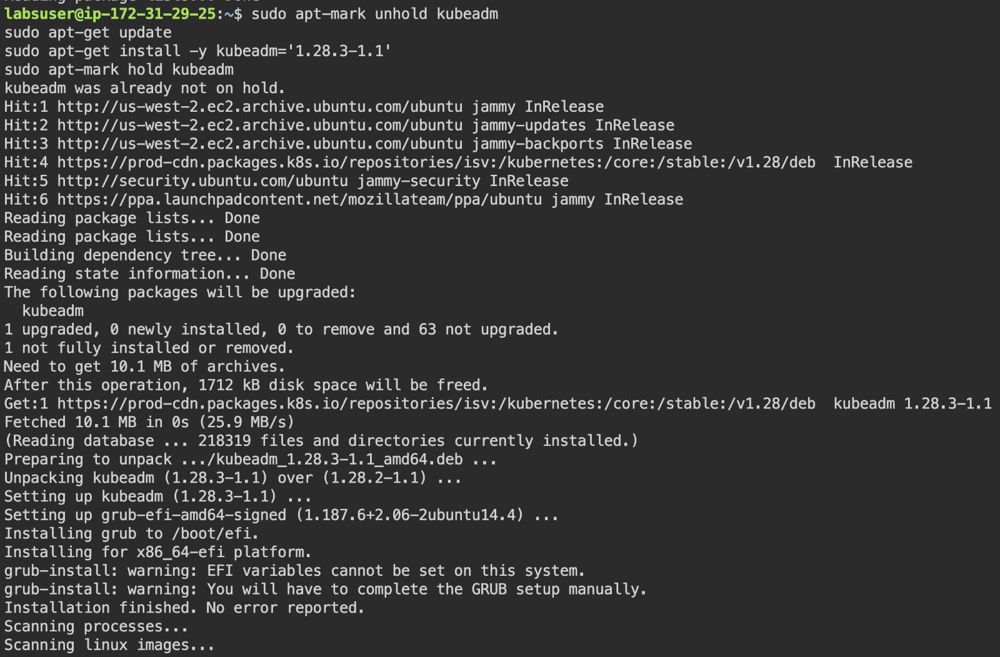 labsuser@ip-172-31-29-25:~$ sudo apt-mark unhold kubeadm
sudo apt-get update
sudo apt-get install -y kubeadm='1.28.3-1.1'
sudo apt-mark hold kubeadm
kubeadm was already not on hold.
Hit:1 http://us-west-2.ec2.archive.ubuntu.com/ubuntu jammy InRelease
Hit:2 http://us-west-2.ec2.archive.ubuntu.com/ubuntu jammy-updates InRelease
Hit:3 http://us-west-2.ec2.archive.ubuntu.com/ubuntu jammy-backports InRelease
Hit:4 https://prod-cdn.packages.k8s.io/repositories/isv:/kubernetes:/core:/stable:/v1.28/deb  InRelease
Hit:5 http://security.ubuntu.com/ubuntu jammy-security InRelease
Hit:6 https://ppa.launchpadcontent.net/mozillateam/ppa/ubuntu jammy InRelease
Reading package lists... Done
Reading package lists... Done
Building dependency tree... Done
Reading state information... Done
The following packages will be upgraded:
  kubeadm
1 upgraded, 0 newly installed, 0 to remove and 63 not upgraded.
1 not fully installed or removed.
Need to get 10.1 MB of archives.
After this operation, 1712 kB disk space will be freed.
Get:1 https://prod-cdn.packages.k8s.io/repositories/isv:/kubernetes:/core:/stable:/v1.28/deb  kubeadm 1.28.3-1.1
Fetched 10.1 MB in 0s (25.9 MB/s)
(Reading database ... 218319 files and directories currently installed.)
Preparing to unpack .../kubeadm_1.28.3-1.1_amd64.deb ...
Unpacking kubeadm (1.28.3-1.1) over (1.28.2-1.1) ...
Setting up kubeadm (1.28.3-1.1) ...
Setting up grub-efi-amd64-signed (1.187.6+2.06-2ubuntu14.4) ...
Installing grub to /boot/efi.
Installing for x86_64-efi platform.
grub-install: warning: EFI variables cannot be set on this system.
grub-install: warning: You will have to complete the GRUB setup manually.
Installation finished. No error reported.
Scanning processes...
Scanning linux images...